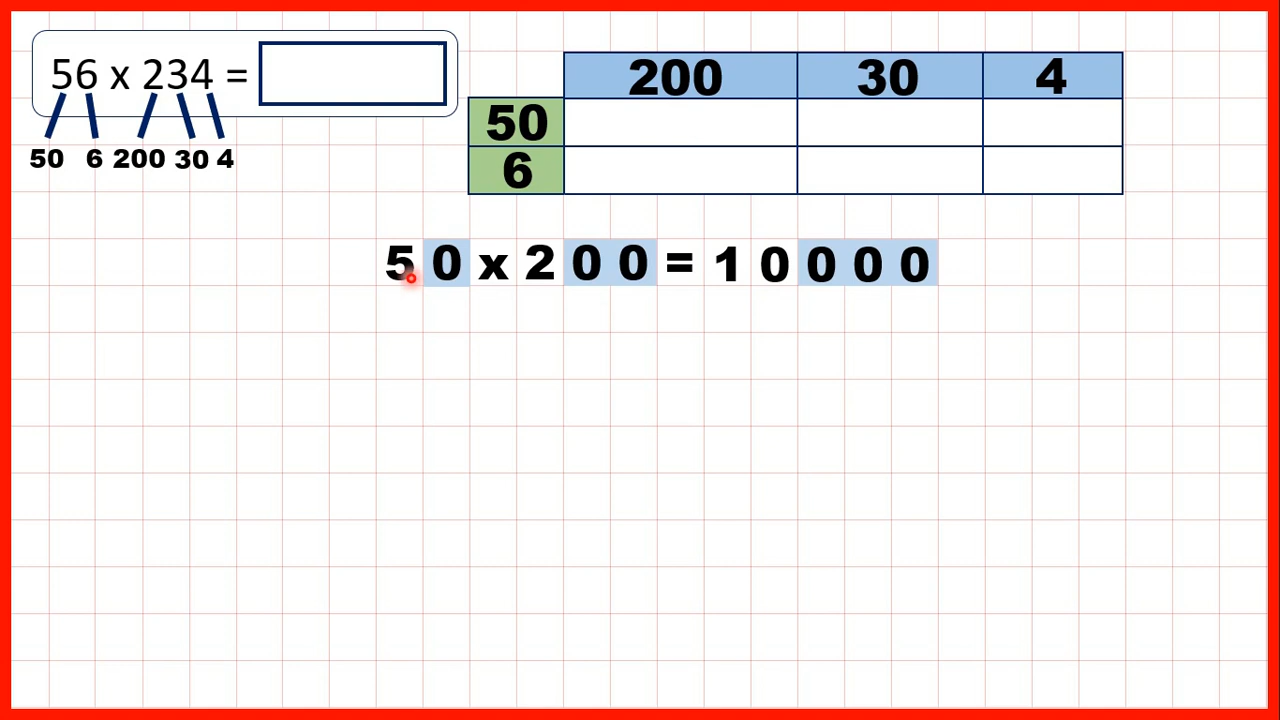 56 x 234 =
50 6 200 30 4
200 30 4
50
6
50 x 200 = 10000